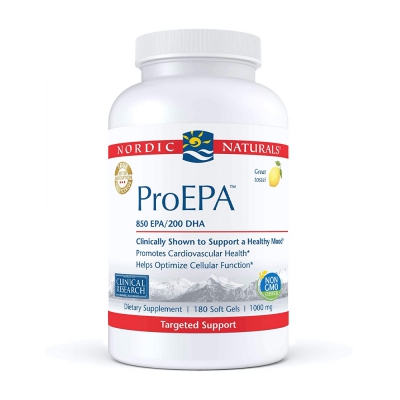 NORDIC NATURALS®
Great
taste!
ProEPA™
850 EPA/200 DHA
Clinically Shown to Support a Healthy Mood†
Promotes Cardiovascular Health†
Helps Optimize Cellular Function†
CLINICAL
RESEARCH
NON
GMO
Dietary Supplement | 180 Soft Gels | 1000 mg
Targeted Support